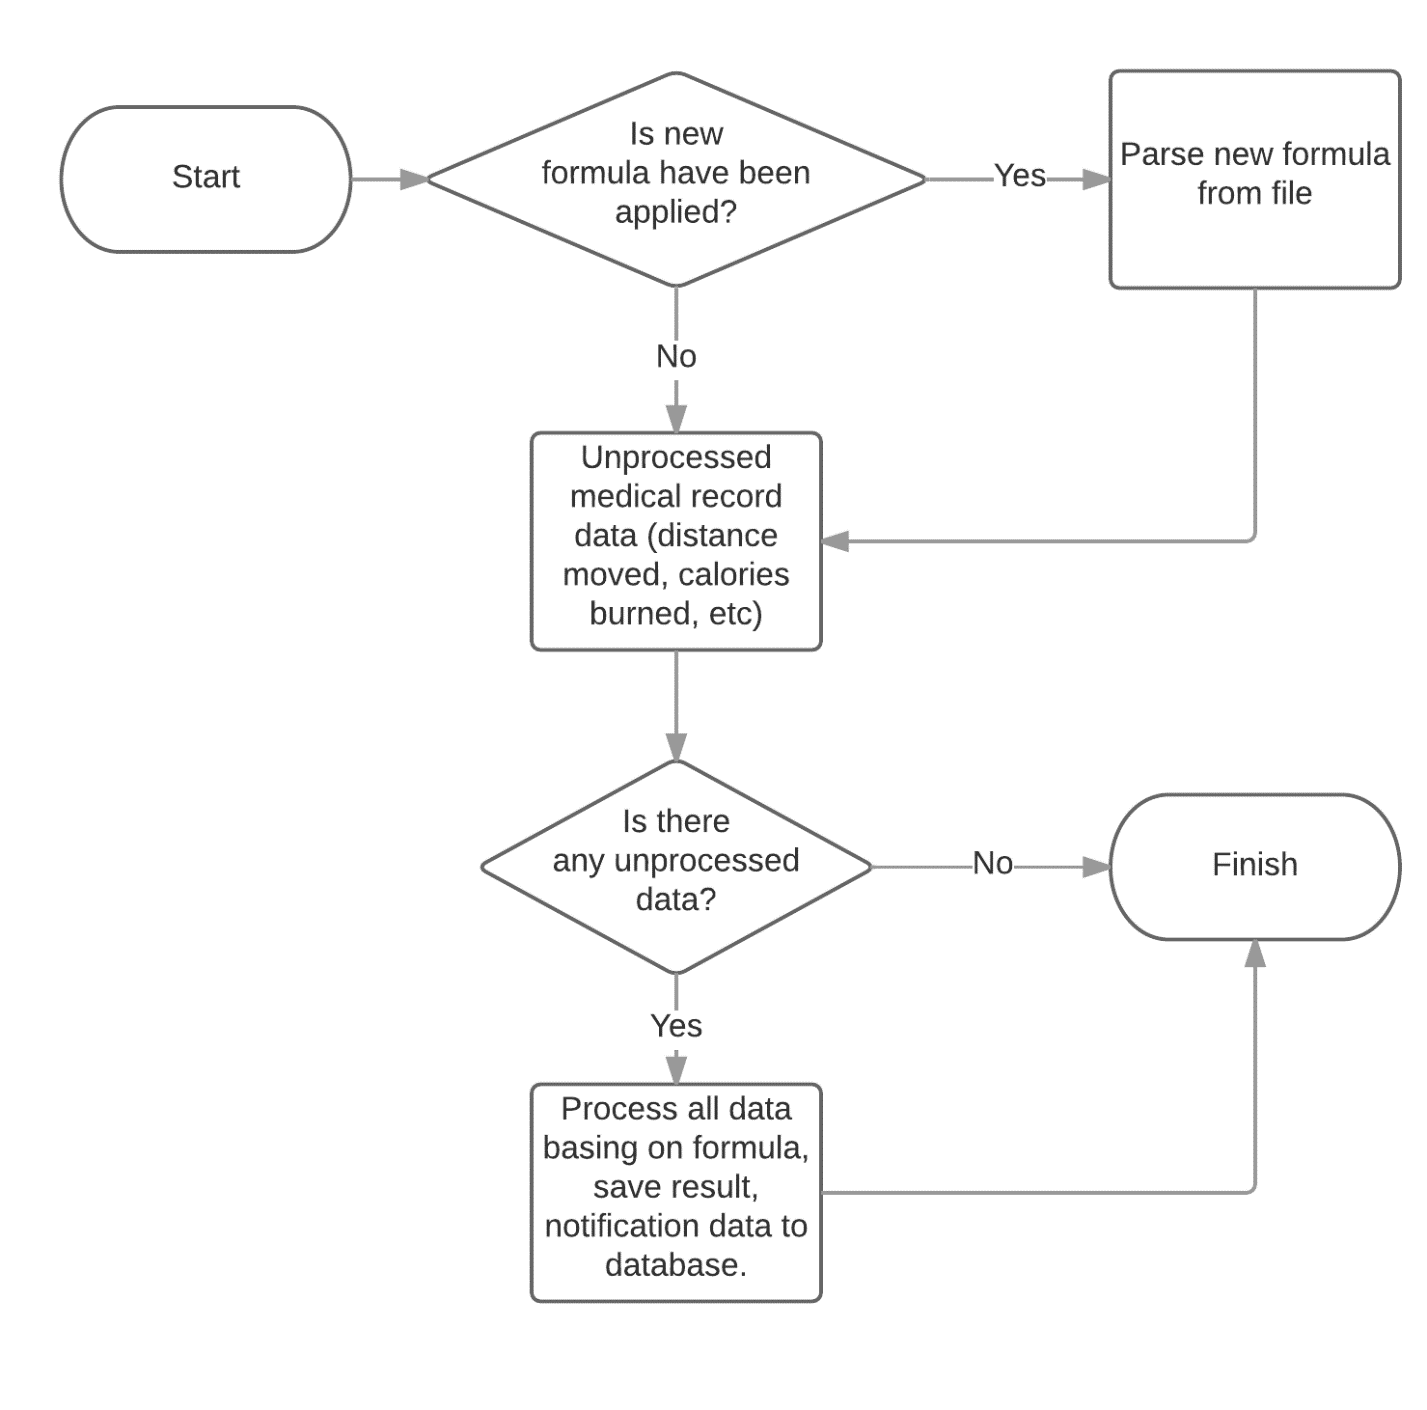 Start
Is new
formula have been
applied?
Yes
Parse new formula
from file
No
Unprocessed
medical record
data (distance
moved, calories
burned, etc)
Is there
any unprocessed
data?
No
Finish
Yes
Process all data
basing on formula,
save result,
notification data to
database.